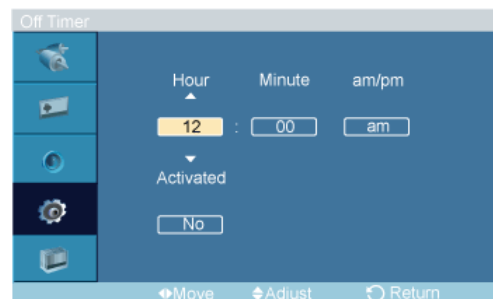 Off Timer
Hour Minute am/pm
12 : 00 am
Activated
No
Move Adjust Return